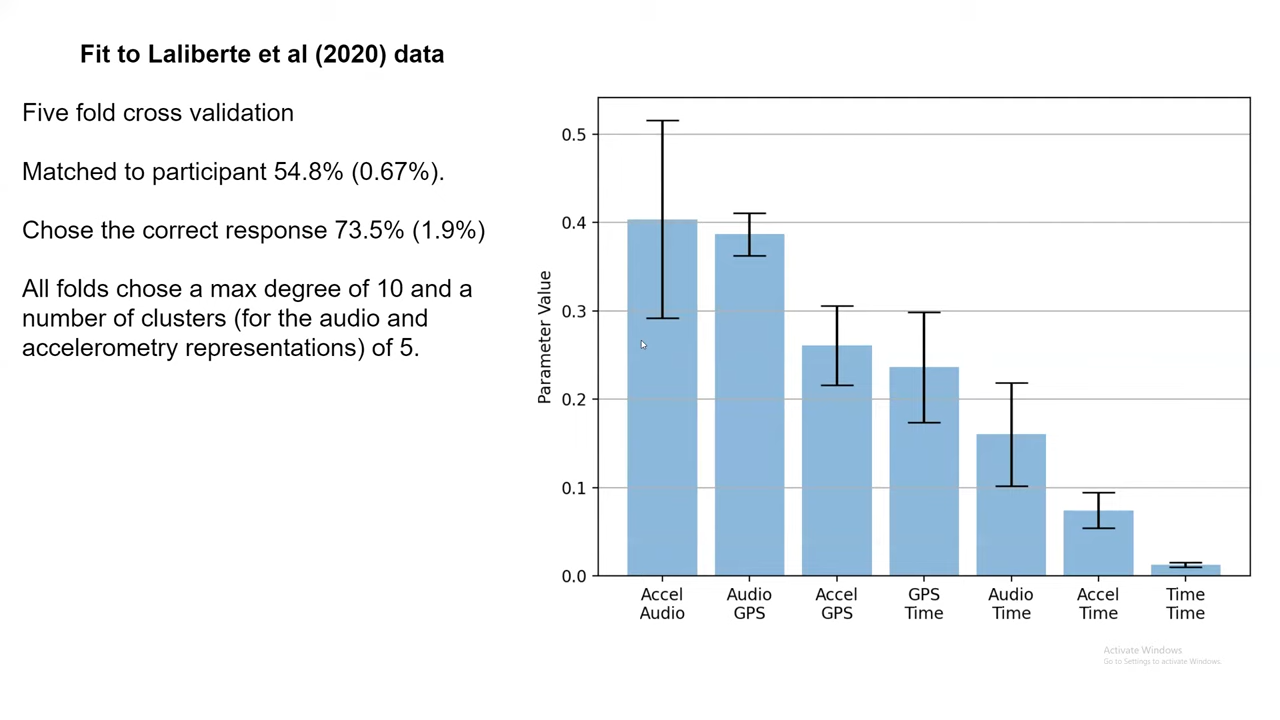 Fit to Laliberte et al (2020) data
Five fold cross validation
Matched to participant 54.8% (0.67%).
Chose the correct response 73.5% (1.9%)
All folds chose a max degree of 10 and a
number of clusters (for the audio and
accelerometry representations) of 5.
Parameter Value
0.5
0.4
0.3
0.2
0.1
0.0
Accel Audio
Audio GPS
Accel GPS
GPS Time
Audio Time
Accel Time
Time Time
Activate Windows
Go to Settings to activate Windows.